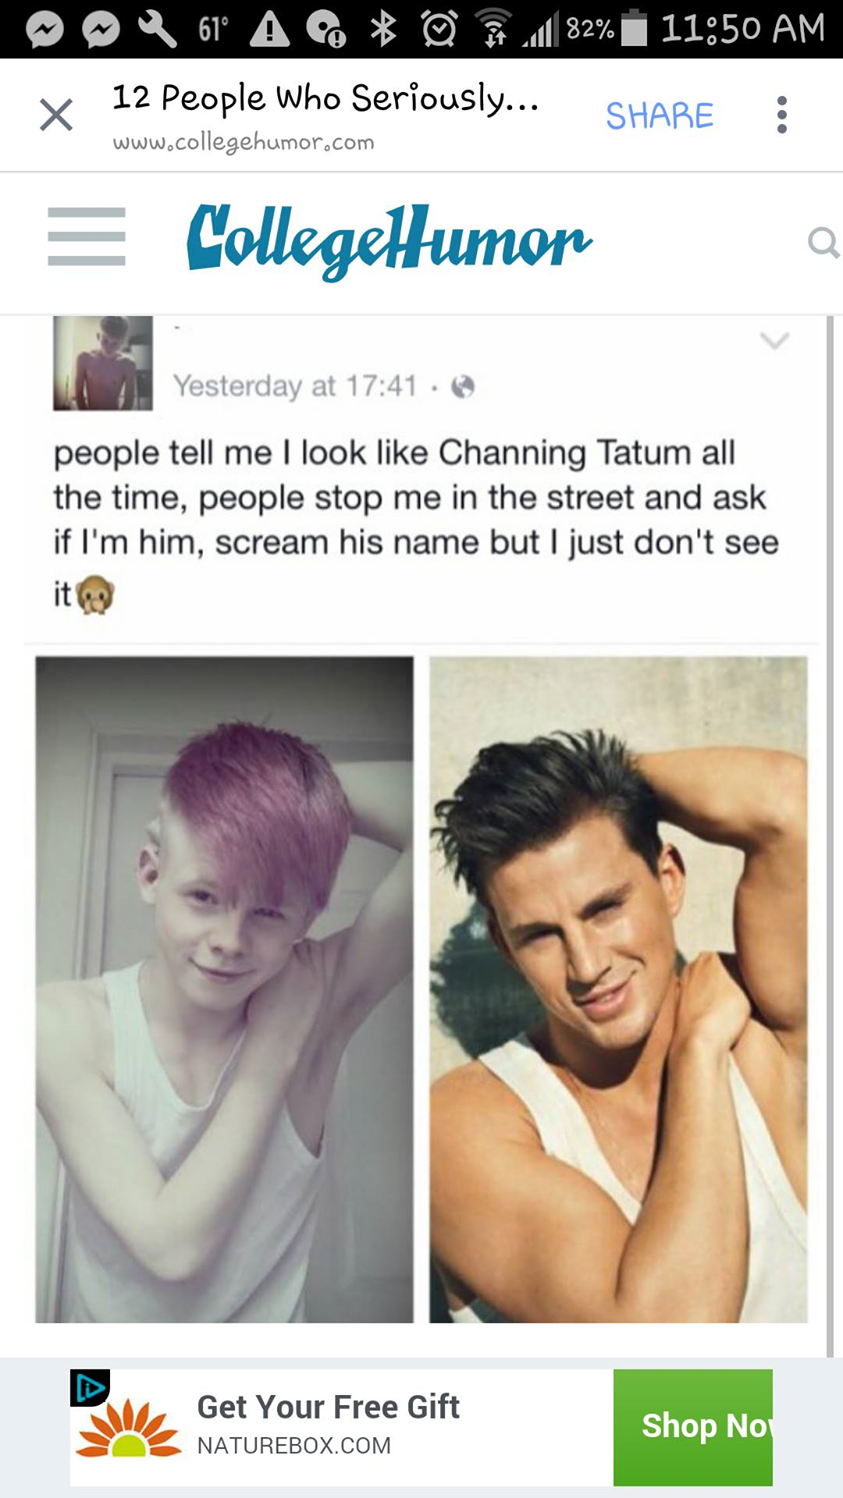 61° 82% 11:50 AM
12 People Who Seriously...
SHARE
www.collegehumor.com
CollegeHumor
Yesterday at 17:41 ·
people tell me I look like Channing Tatum all
the time, people stop me in the street and ask
if I'm him, scream his name but I just don't see
it🙊
Get Your Free Gift
NATUREBOX.COM
Shop Now